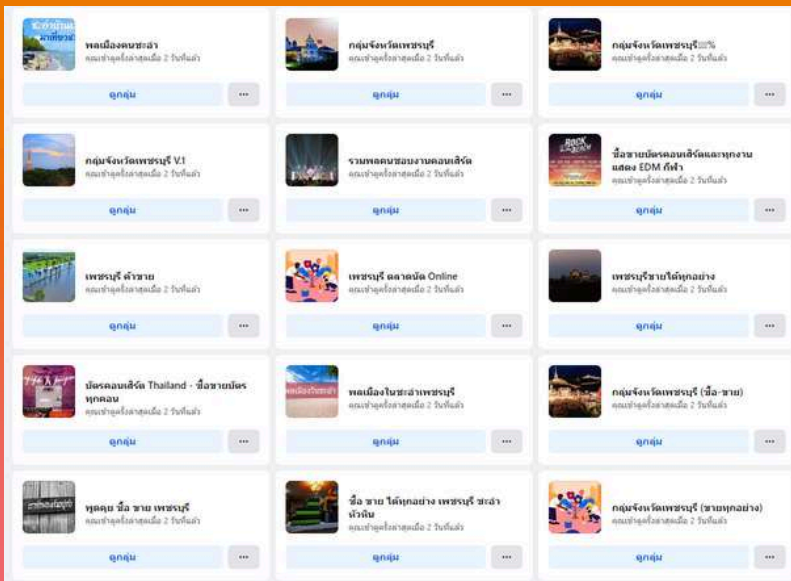 พลเมืองคนชะอำ
คุณเข้าดูครั้งล่าสุดเมื่อ 2 วันที่แล้ว
ดูกลุ่ม
กลุ่มจังหวัดเพชรบุรี
คุณเข้าดูครั้งล่าสุดเมื่อ 2 วันที่แล้ว
ดูกลุ่ม
กลุ่มจังหวัดเพชรบุรี
คุณเข้าดูครั้งล่าสุดเมื่อ 2 วันที่แล้ว
ดูกลุ่ม
กลุ่มจังหวัดเพชรบุรี V.1
คุณเข้าดูครั้งล่าสุดเมื่อ 2 วันที่แล้ว
ดูกลุ่ม
รวมพลคนชอบงานคอนเสิร์ต
คุณเข้าดูครั้งล่าสุดเมื่อ 2 วันที่แล้ว
ดูกลุ่ม
ROCK
BEACH
ซื้อขายบัตรคอนเสิร์ตและทุกงาน
แสดง EDM กีฬา
คุณเข้าดูครั้งล่าสุดเมื่อ 2 วันที่แล้ว
ดูกลุ่ม
เพชรบุรี ค้าขาย
คุณเข้าดูครั้งล่าสุดเมื่อ 2 วันที่แล้ว
ดูกลุ่ม
เพชรบุรี ตลาดนัด Online
คุณเข้าดูครั้งล่าสุดเมื่อ 2 วันที่แล้ว
ดูกลุ่ม
เพชรบุรีขายได้ทุกอย่าง
คุณเข้าดูครั้งล่าสุดเมื่อ 2 วันที่แล้ว
ดูกลุ่ม
บัตรคอนเสิร์ต Thailand - ซื้อขายบัตร
ทุกคอน
คุณเข้าดูครั้งล่าสุดเมื่อ 2 วันที่แล้ว
ดูกลุ่ม
พลเมืองในชะอำเพชรบุรี
คุณเข้าดูครั้งล่าสุดเมื่อ 2 วันที่แล้ว
ดูกลุ่ม
กลุ่มจังหวัดเพชรบุรี (ซื้อ-ขาย)
คุณเข้าดูครั้งล่าสุดเมื่อ 2 วันที่แล้ว
ดูกลุ่ม
พูดคุย ซื้อ ขาย เพชรบุรี
คุณเข้าดูครั้งล่าสุดเมื่อ 2 วันที่แล้ว
ดูกลุ่ม
ซื้อ ขาย ได้ทุกอย่าง เพชรบุรี ชะอำ
หัวหิน
คุณเข้าดูครั้งล่าสุดเมื่อ 2 วันที่แล้ว
ดูกลุ่ม
กลุ่มจังหวัดเพชรบุรี (ขายทุกอย่าง)
คุณเข้าดูครั้งล่าสุดเมื่อ 2 วันที่แล้ว
ดูกลุ่ม